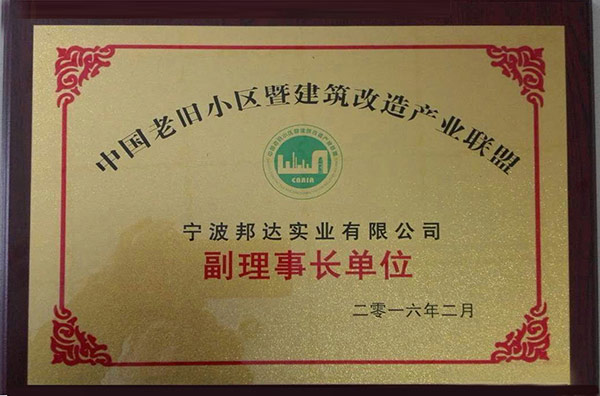 中国老旧小区暨建筑改造产业联盟
CORIA
宁波邦达实业有限公司
副理事长单位
二零一六年二月